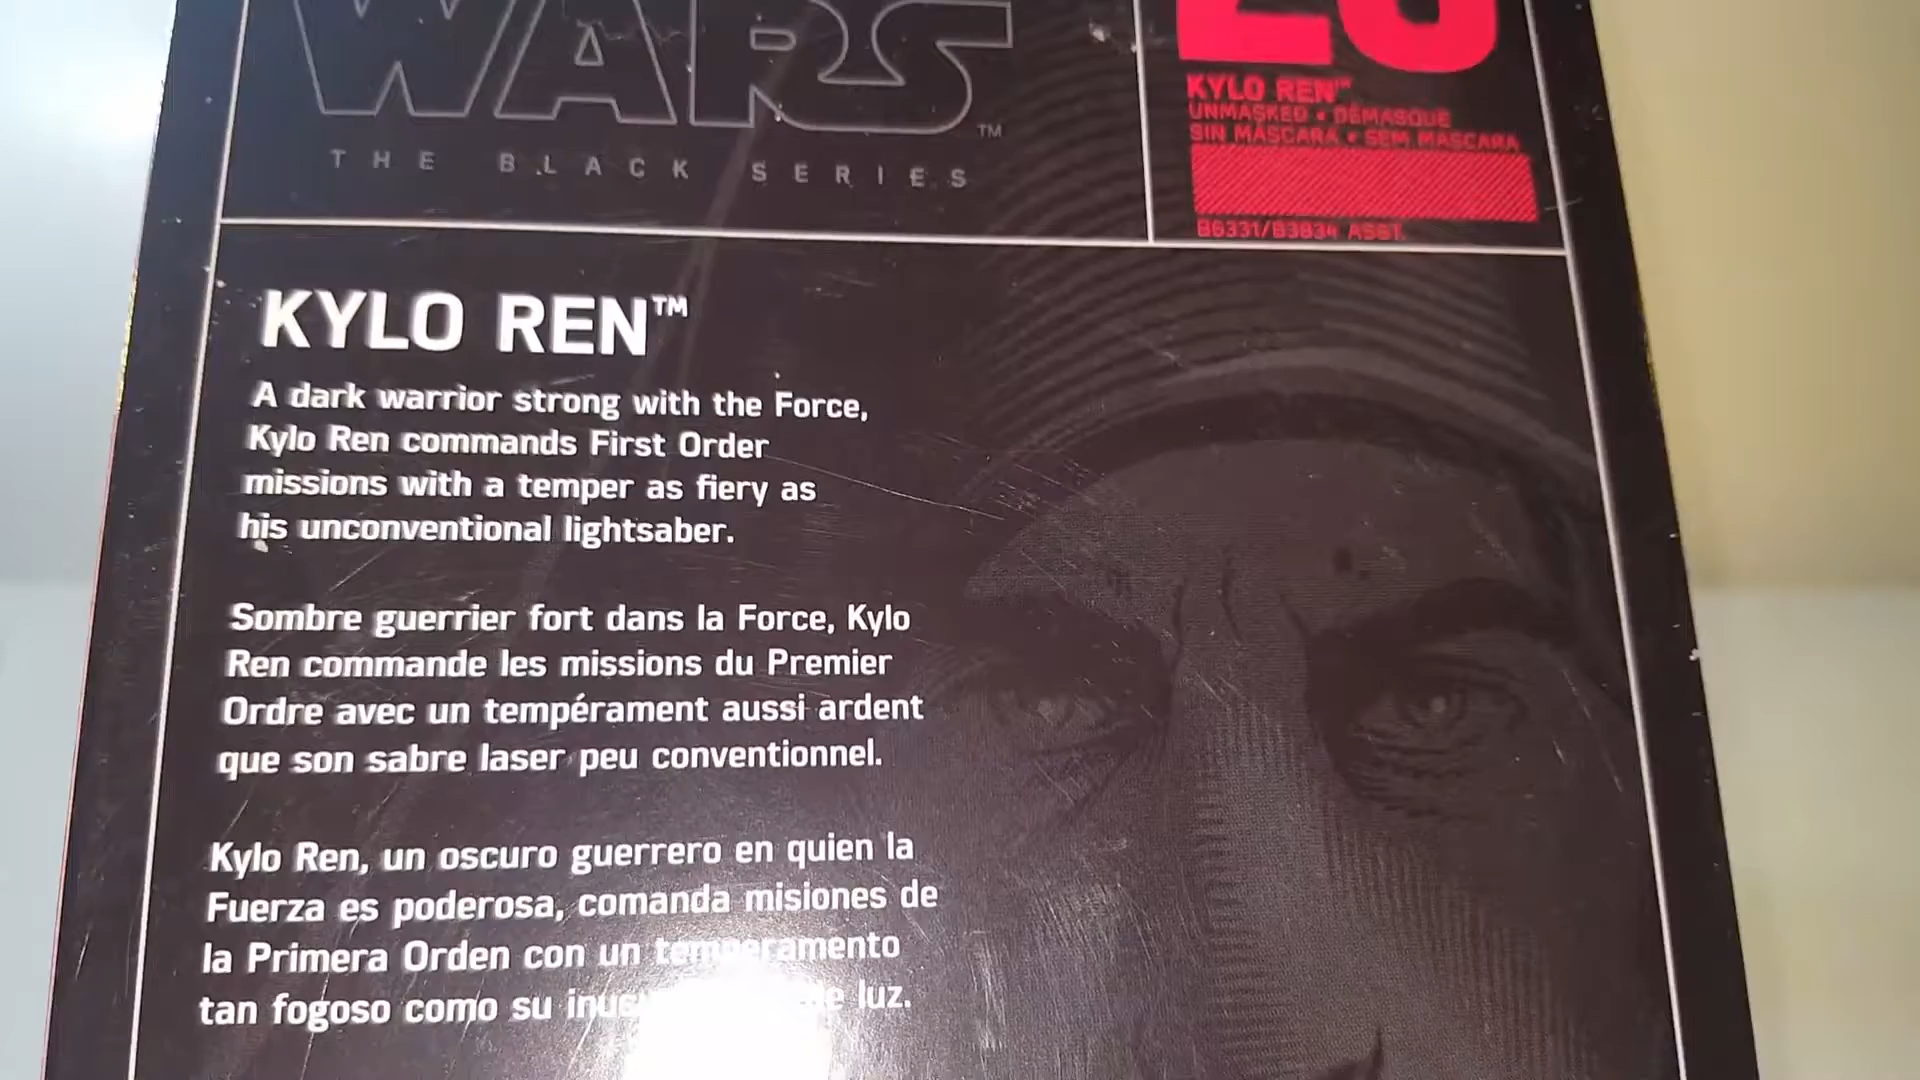 WARS™
THE BLACK SERIES
KYLO REN™
UNMASKED • DÉMASQUÉ
SIN MÁSCARA • SEM MÁSCARA
B6331/B3834 ASST.
KYLO REN™
A dark warrior strong with the Force,
Kylo Ren commands First Order
missions with a temper as fiery as
his unconventional lightsaber.
Sombre guerrier fort dans la Force, Kylo
Ren commande les missions du Premier
Ordre avec un tempérament aussi ardent
que son sabre laser peu conventionnel.
Kylo Ren, un oscuro guerrero en quien la
Fuerza es poderosa, comanda misiones de
la Primera Orden con un temperamento
tan fogoso como su luz.